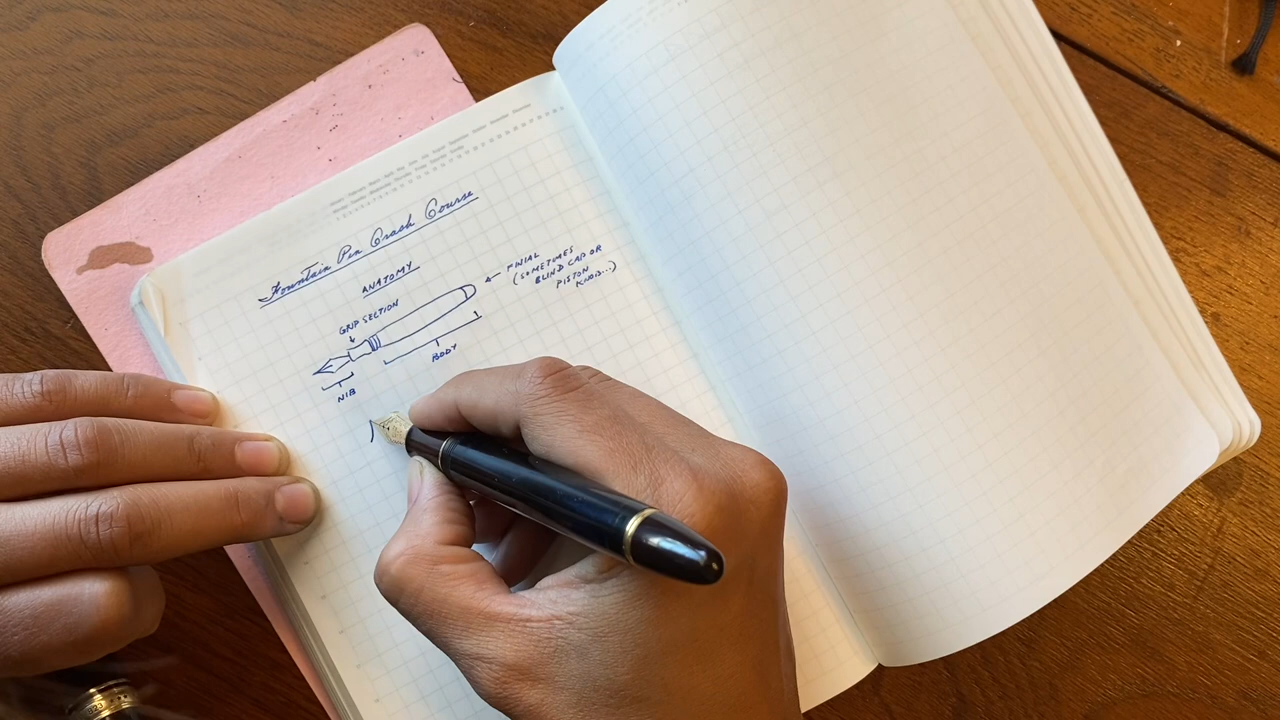 Fountain Pen Crash Course
ANATOMY
FINIAL
(SOMETIMES
BLIND CAP OR
PISTON
KNOB...)
GRIP SECTION
BODY
NIB